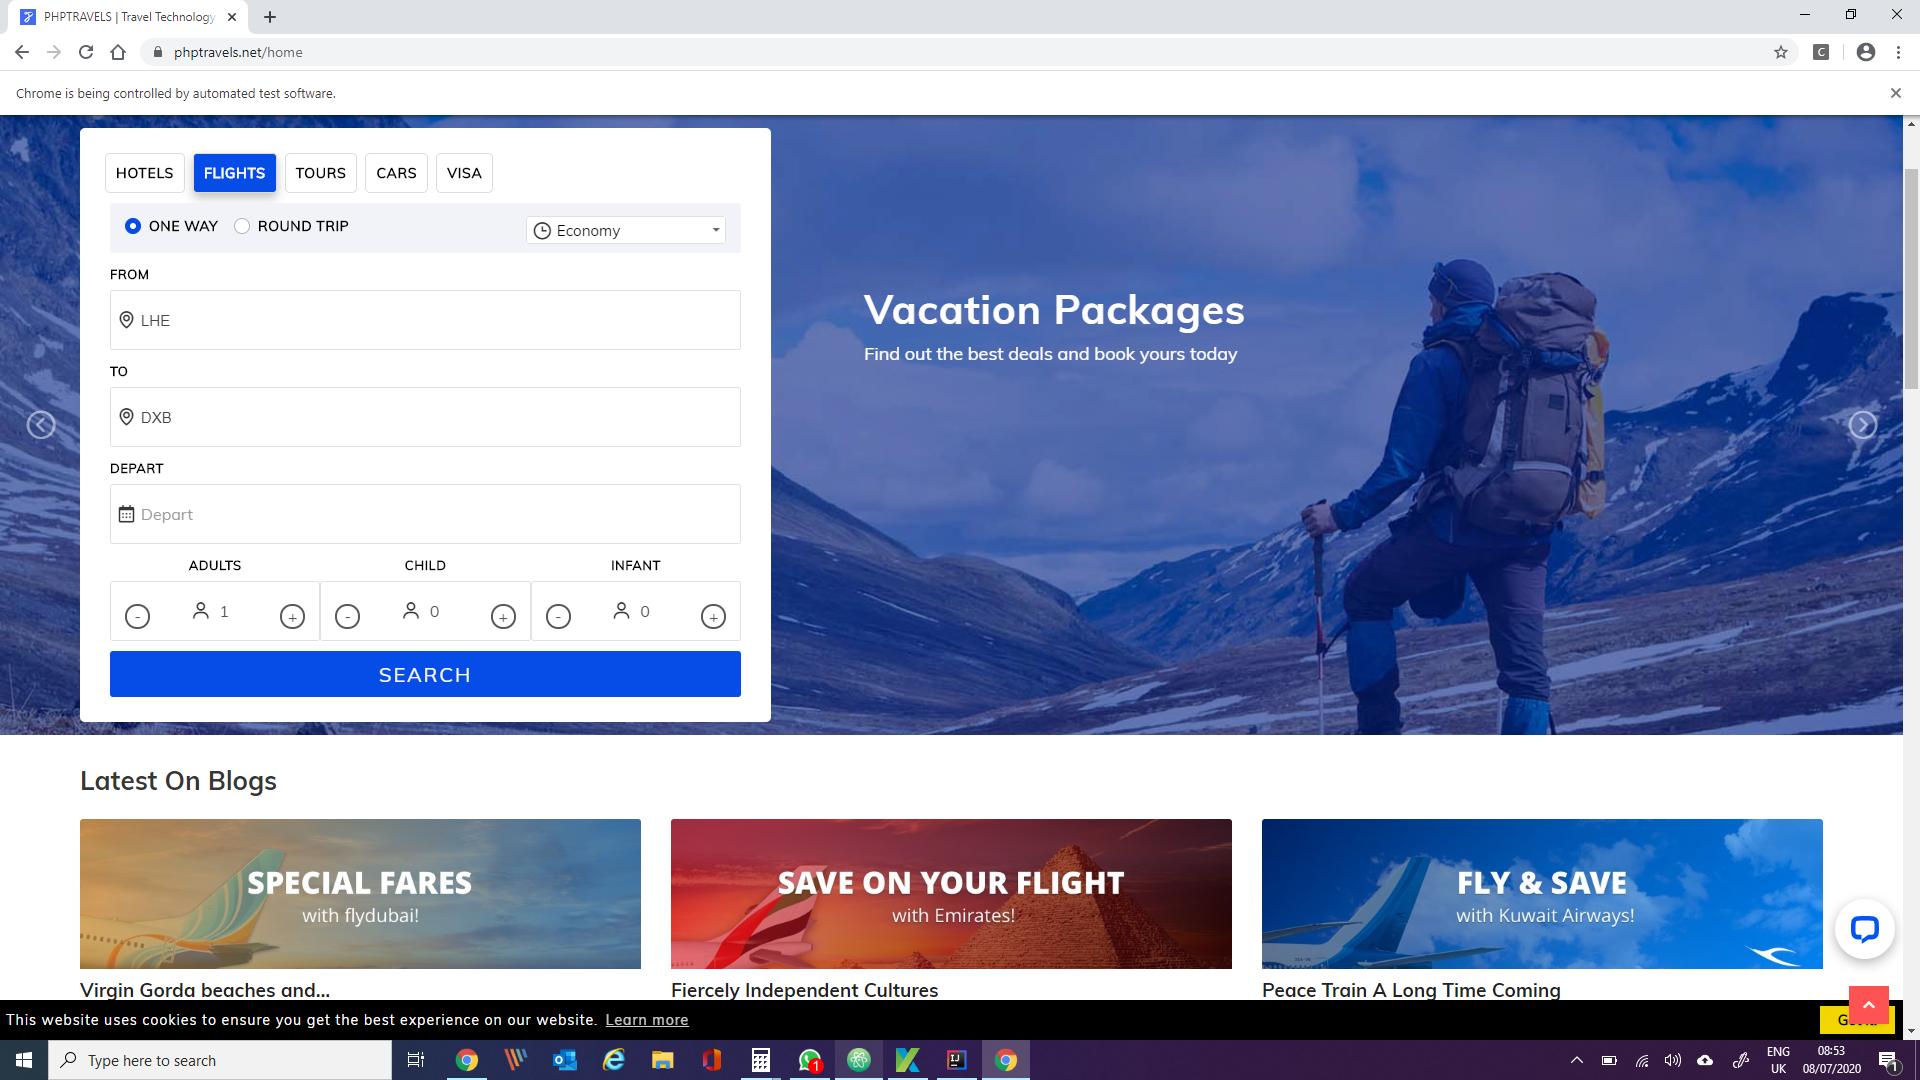 PHPTRAVELS | Travel Technology
phptravels.net/home
Chrome is being controlled by automated test software.
HOTELS
FLIGHTS
TOURS
CARS
VISA
ONE WAY
ROUND TRIP
Economy
FROM
LHE
TO
DXB
DEPART
Depart
ADULTS
CHILD
INFANT
- 1 +
- 0 +
- 0 +
SEARCH
Vacation Packages
Find out the best deals and book yours today
Latest On Blogs
SPECIAL FARES
with flydubai!
SAVE ON YOUR FLIGHT
with Emirates!
FLY & SAVE
with Kuwait Airways!
Virgin Gorda beaches and...
Fiercely Independent Cultures
Peace Train A Long Time Coming
This website uses cookies to ensure you get the best experience on our website. Learn more
Type here to search
1
ENG
UK
08:53
08/07/2020
1